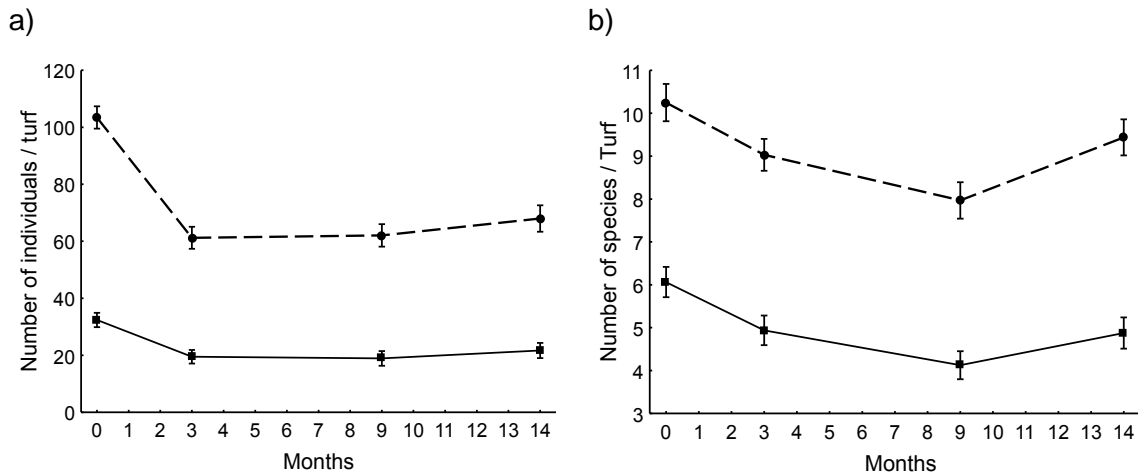 a)
120
100
80
60
40
20
0
Number of individuals / turf
0 1 2 3 4 5 6 7 8 9 10 11 12 13 14
Months
b)
11
10
9
8
7
6
5
4
3
Number of species / Turf
0 1 2 3 4 5 6 7 8 9 10 11 12 13 14
Months